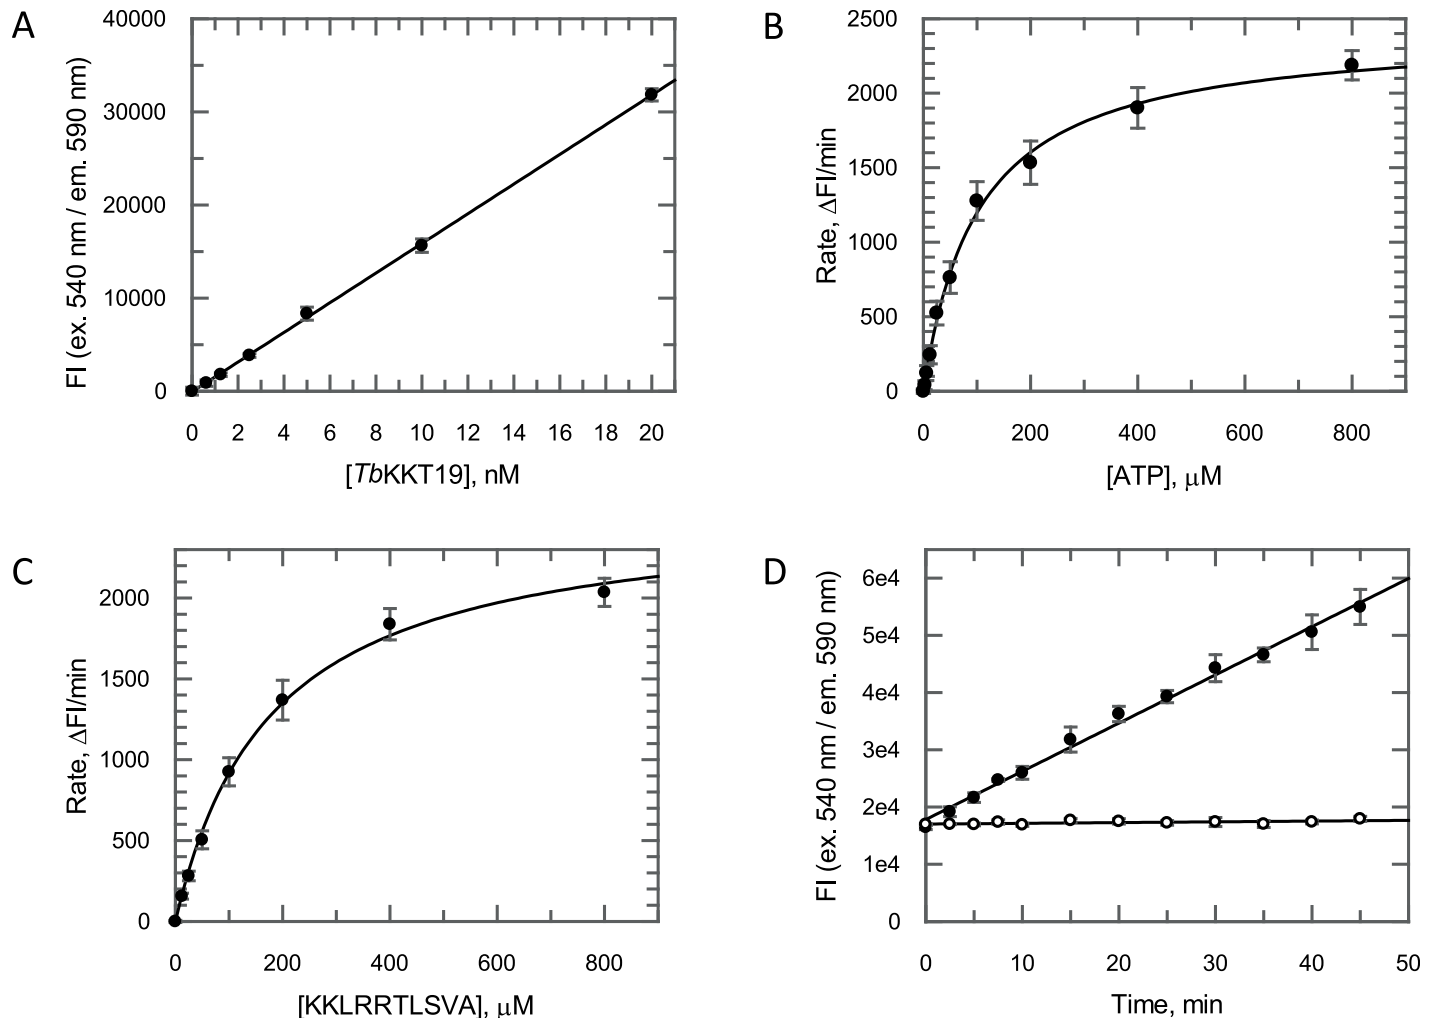 A
FI (ex. 540 nm / em. 590 nm)
40000
30000
20000
10000
0
0 2 4 6 8 10 12 14 16 18 20
[TbKKT19], nM
B
Rate, ΔFI/min
2500
2000
1500
1000
500
0
0 200 400 600 800
[ATP], μM
C
Rate, ΔFI/min
2000
1500
1000
500
0
0 200 400 600 800
[KKLRRTLSVA], μM
D
FI (ex. 540 nm / em. 590 nm)
6e4
5e4
4e4
3e4
2e4
1e4
0
0 10 20 30 40 50
Time, min